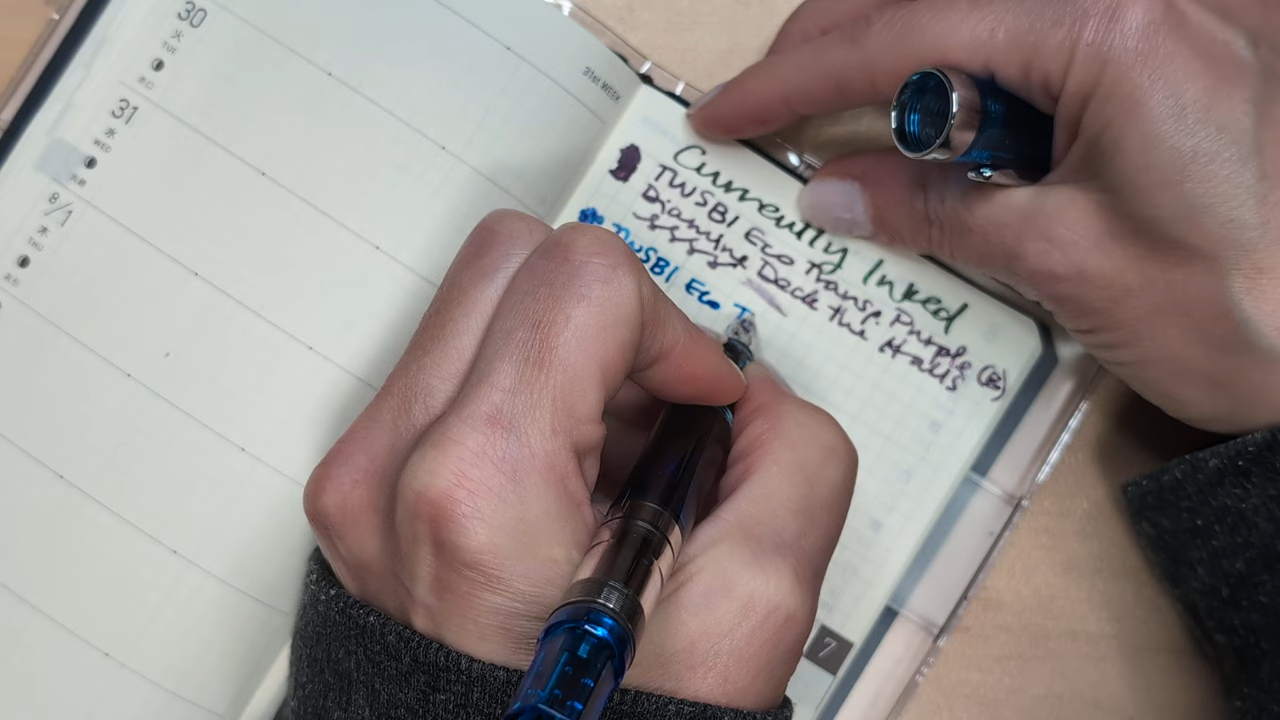 30
火
TUE
31
水
WED
8/1
木
THU
31st WEEK
Currently Inked
TWSBI Eco Transp. Purple (B)
Diamine Deck the Halls
TWSBI Eco T
7